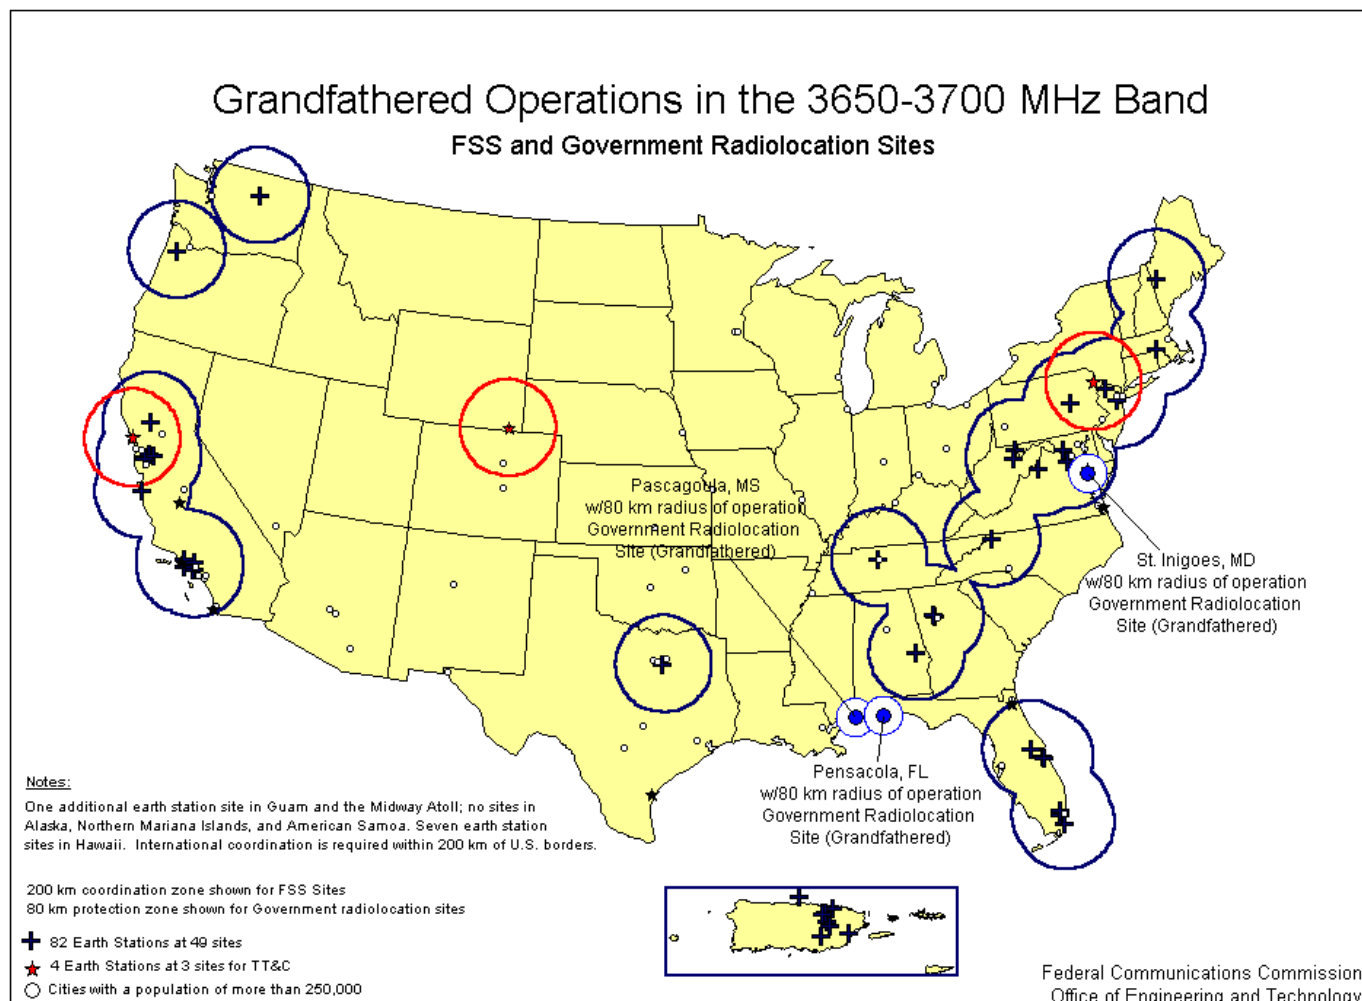 Grandfathered Operations in the 3650-3700 MHz Band
FSS and Government Radiolocation Sites
Pascagoula, MS
w/80 km radius of operation
Government Radiolocation
Site (Grandfathered)
St. Inigoes, MD
w/80 km radius of operation
Government Radiolocation
Site (Grandfathered)
Pensacola, FL
w/80 km radius of operation
Government Radiolocation
Site (Grandfathered)
Notes:
One additional earth station site in Guam and the Midway Atoll; no sites in
Alaska, Northern Mariana Islands, and American Samoa. Seven earth station
sites in Hawaii. International coordination is required within 200 km of U.S. borders.
200 km coordination zone shown for FSS Sites
80 km protection zone shown for Government radiolocation sites
82 Earth Stations at 49 sites
4 Earth Stations at 3 sites for TT&C
Cities with a population of more than 250,000
Federal Communications Commission
Office of Engineering and Technology